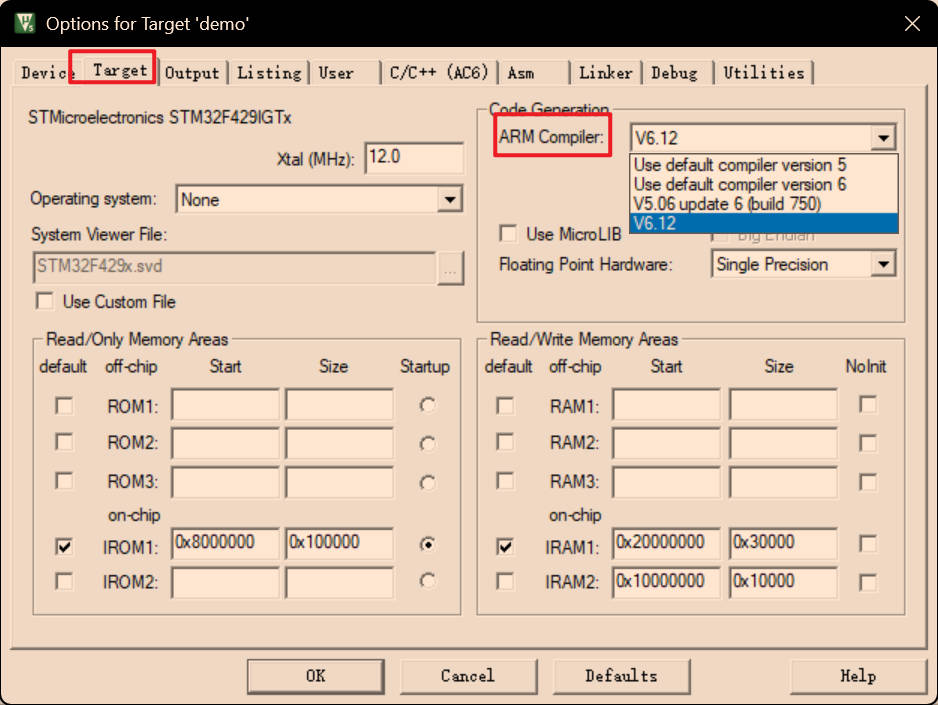 Options for Target 'demo'
Device Target Output Listing User C/C++ (AC6) Asm Linker Debug Utilities
STMicroelectronics STM32F429IGTx
Xtal (MHz): 12.0
Operating system: None
System Viewer File:
STM32F429x.svd
...
Use Custom File
Code Generation
ARM Compiler: V6.12
Use default compiler version 5
Use default compiler version 6
V5.06 update 6 (build 750)
V6.12
Use MicroLIB Big Endian
Floating Point Hardware: Single Precision
Read/Only Memory Areas
default off-chip Start Size Startup
ROM1:
ROM2:
ROM3:
on-chip
IROM1: 0x8000000 0x100000
IROM2:
Read/Write Memory Areas
default off-chip Start Size NoInit
RAM1:
RAM2:
RAM3:
on-chip
IRAM1: 0x20000000 0x30000
IRAM2: 0x10000000 0x10000
OK Cancel Defaults Help